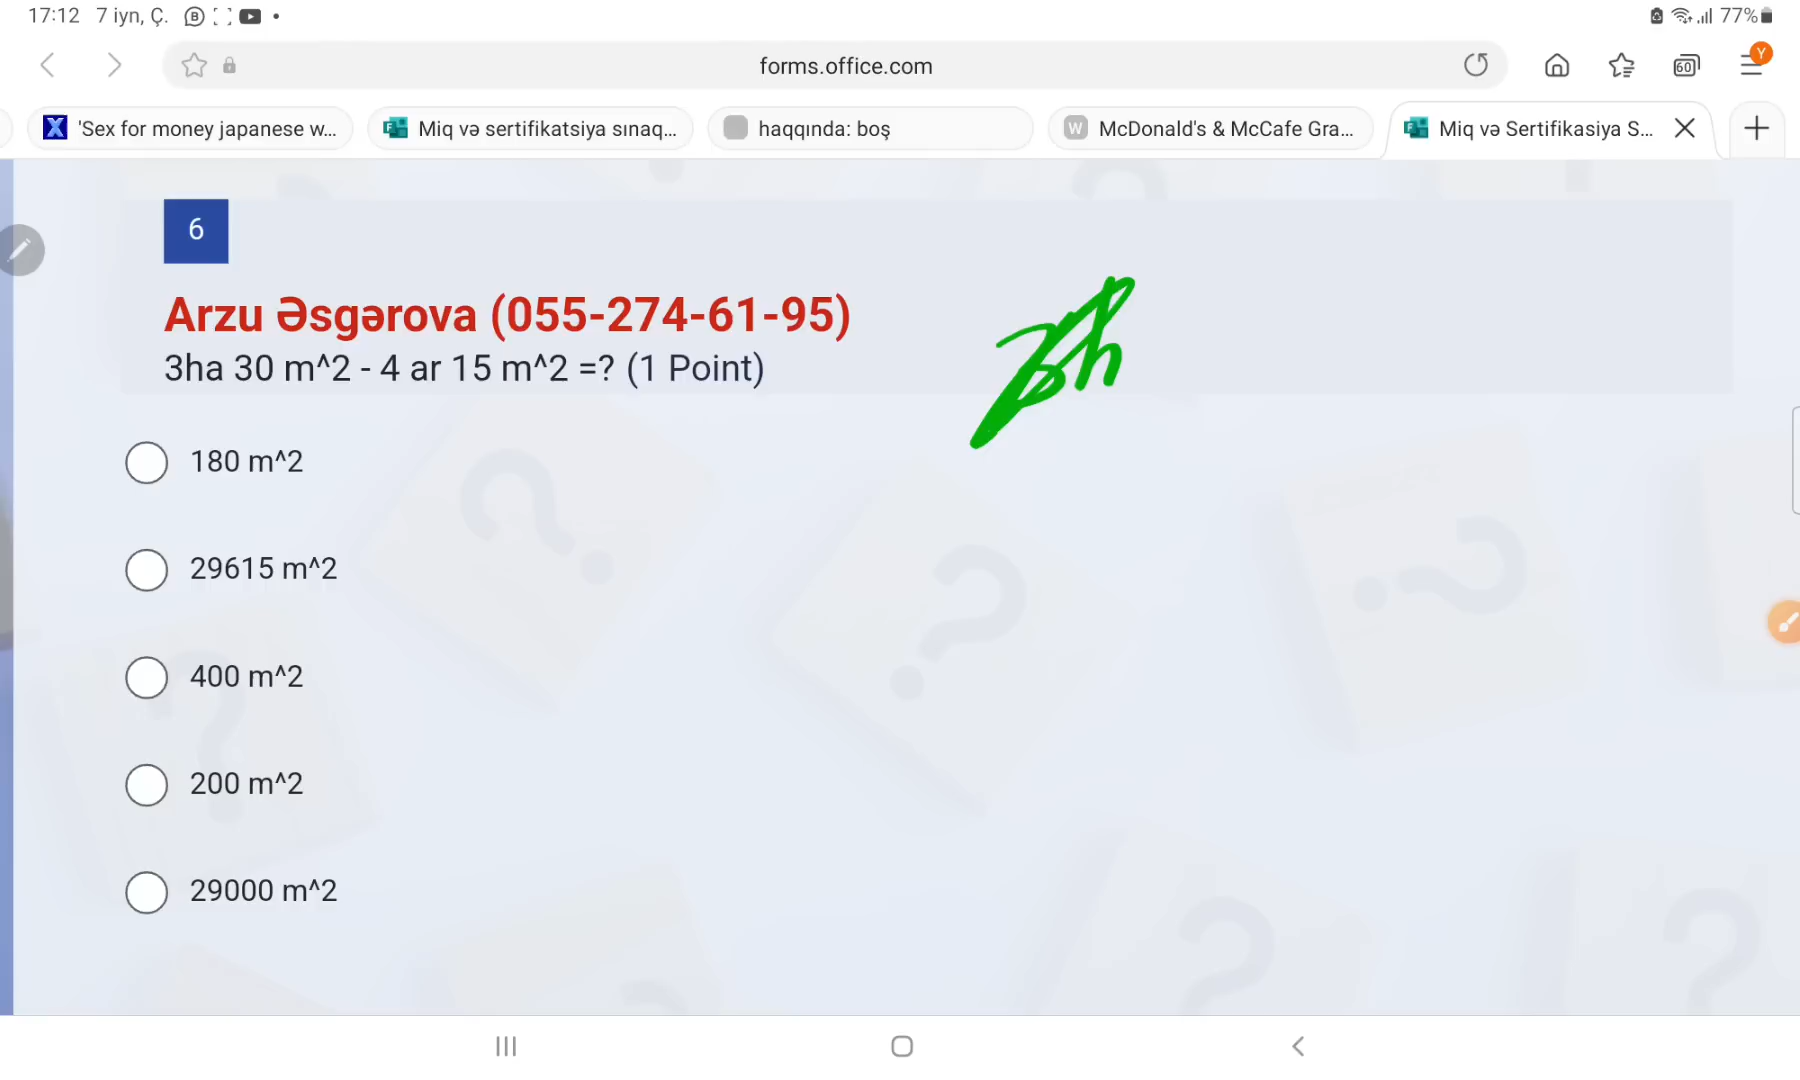 17:12 7 iyn, Ç. 77%
forms.office.com
60
Y
'Sex for money japanese w...
Miq və sertifikatsiya sınaq...
haqqında: boş
McDonald's & McCafe Gra...
Miq və Sertifikasiya S...
6
Arzu Əsgərova (055-274-61-95)
3ha 30 m^2 - 4 ar 15 m^2 =? (1 Point)
180 m^2
29615 m^2
400 m^2
200 m^2
29000 m^2